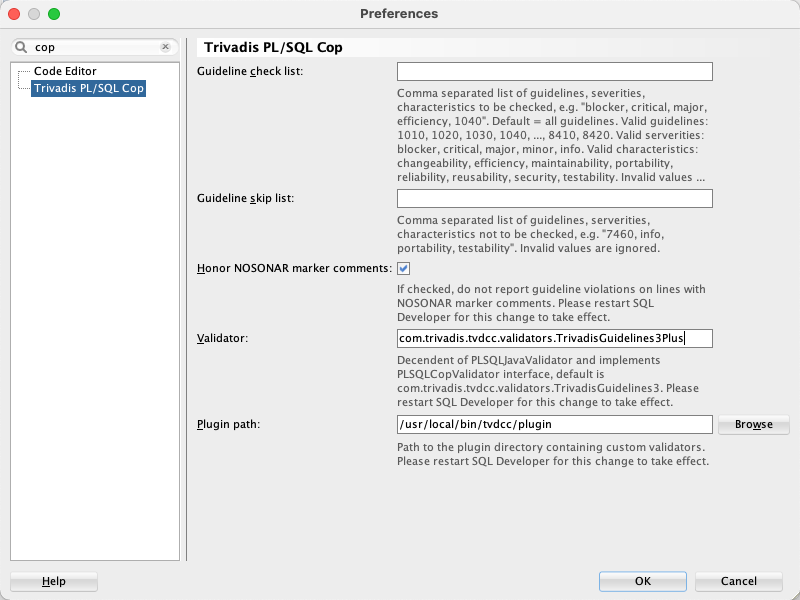 Preferences
cop
Code Editor
Trivadis PL/SQL Cop
Trivadis PL/SQL Cop
Guideline check list:
Comma separated list of guidelines, severities,
characteristics to be checked, e.g. "blocker, critical, major,
efficiency, 1040". Default = all guidelines. Valid guidelines:
1010, 1020, 1030, 1040, ..., 8410, 8420. Valid serverities:
blocker, critical, major, minor, info. Valid characteristics:
changeability, efficiency, maintainability, portability,
reliability, reusability, security, testability. Invalid values ...
Guideline skip list:
Comma separated list of guidelines, serverities,
characteristics not to be checked, e.g. "7460, info,
portability, testability". Invalid values are ignored.
Honor NOSONAR marker comments:
If checked, do not report guideline violations on lines with
NOSONAR marker comments. Please restart SQL
Developer for this change to take effect.
Validator:
com.trivadis.tvdcc.validators.TrivadisGuidelines3Plus
Decendent of PLSQLJavaValidator and implements
PLSQLCopValidator interface, default is
com.trivadis.tvdcc.validators.TrivadisGuidelines3. Please
restart SQL Developer for this change to take effect.
Plugin path:
/usr/local/bin/tvdcc/plugin
Browse
Path to the plugin directory containing custom validators.
Please restart SQL Developer for this change to take effect.
Help
OK
Cancel